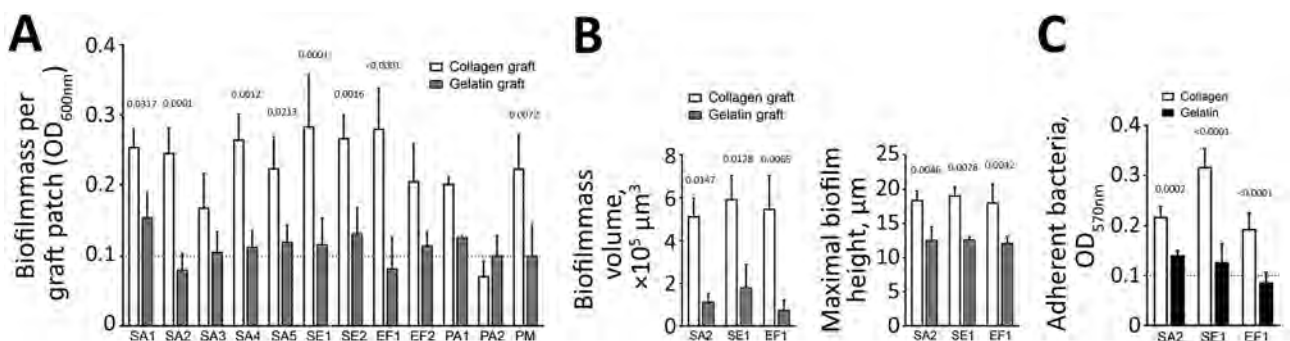 A
Biofilmmass per
graft patch (OD600nm)
0.4
0.3
0.2
0.1
0
Collagen graft
Gelatin graft
0.0317
0.0001
0.0012
0.0213
0.0001
0.0016
<0.0001
0.0072
SA1 SA2 SA3 SA4 SA5 SE1 SE2 EF1 EF2 PA1 PA2 PM
B
Biofilmmass
volume,
×10⁵ μm³
8
6
4
2
0
Collagen graft
Gelatin graft
0.0147
0.0128
0.0065
SA2 SE1 EF1
Maximal biofilm
height, μm
25
20
15
10
5
0
0.0046
0.0028
0.0042
SA2 SE1 EF1
C
Adherent bacteria,
OD570nm
0.4
0.3
0.2
0.1
0
Collagen
Gelatin
0.0002
<0.0001
<0.0001
SA2 SE1 EF1